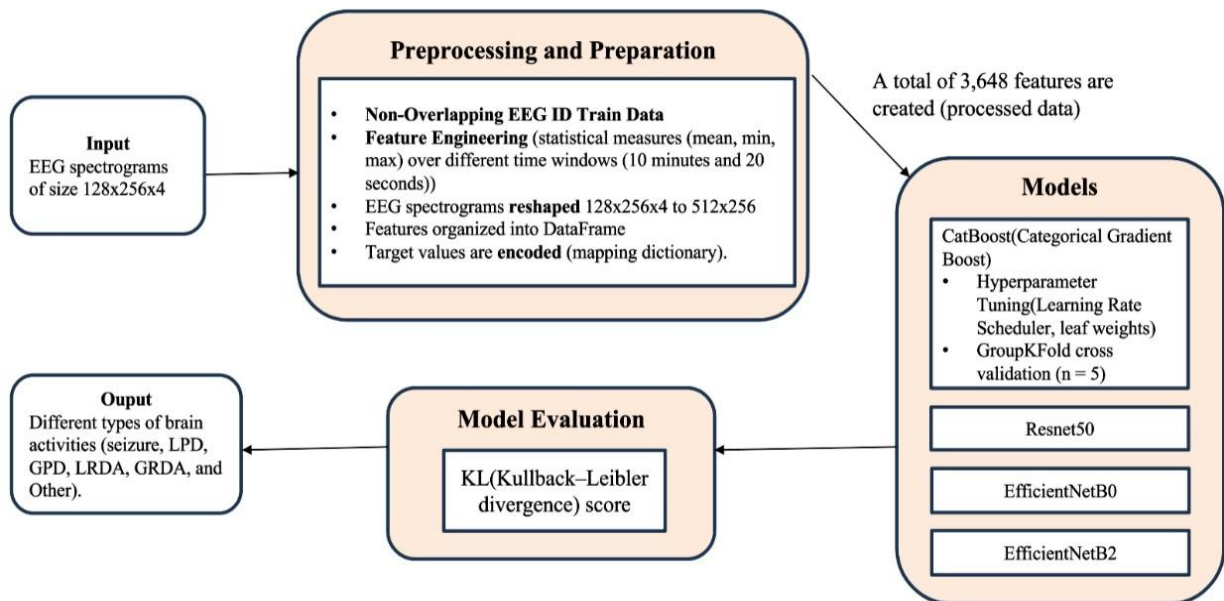 Input
EEG spectrograms
of size 128x256x4
Preprocessing and Preparation
• Non-Overlapping EEG ID Train Data
• Feature Engineering (statistical measures (mean, min,
max) over different time windows (10 minutes and 20
seconds))
• EEG spectrograms reshaped 128x256x4 to 512x256
• Features organized into DataFrame
• Target values are encoded (mapping dictionary).
A total of 3,648 features are
created (processed data)
Models
CatBoost(Categorical Gradient
Boost)
• Hyperparameter
Tuning(Learning Rate
Scheduler, leaf weights)
• GroupKFold cross
validation (n = 5)
Resnet50
EfficientNetB0
EfficientNetB2
Model Evaluation
KL(Kullback–Leibler
divergence) score
Ouput
Different types of brain
activities (seizure, LPD,
GPD, LRDA, GRDA, and
Other).